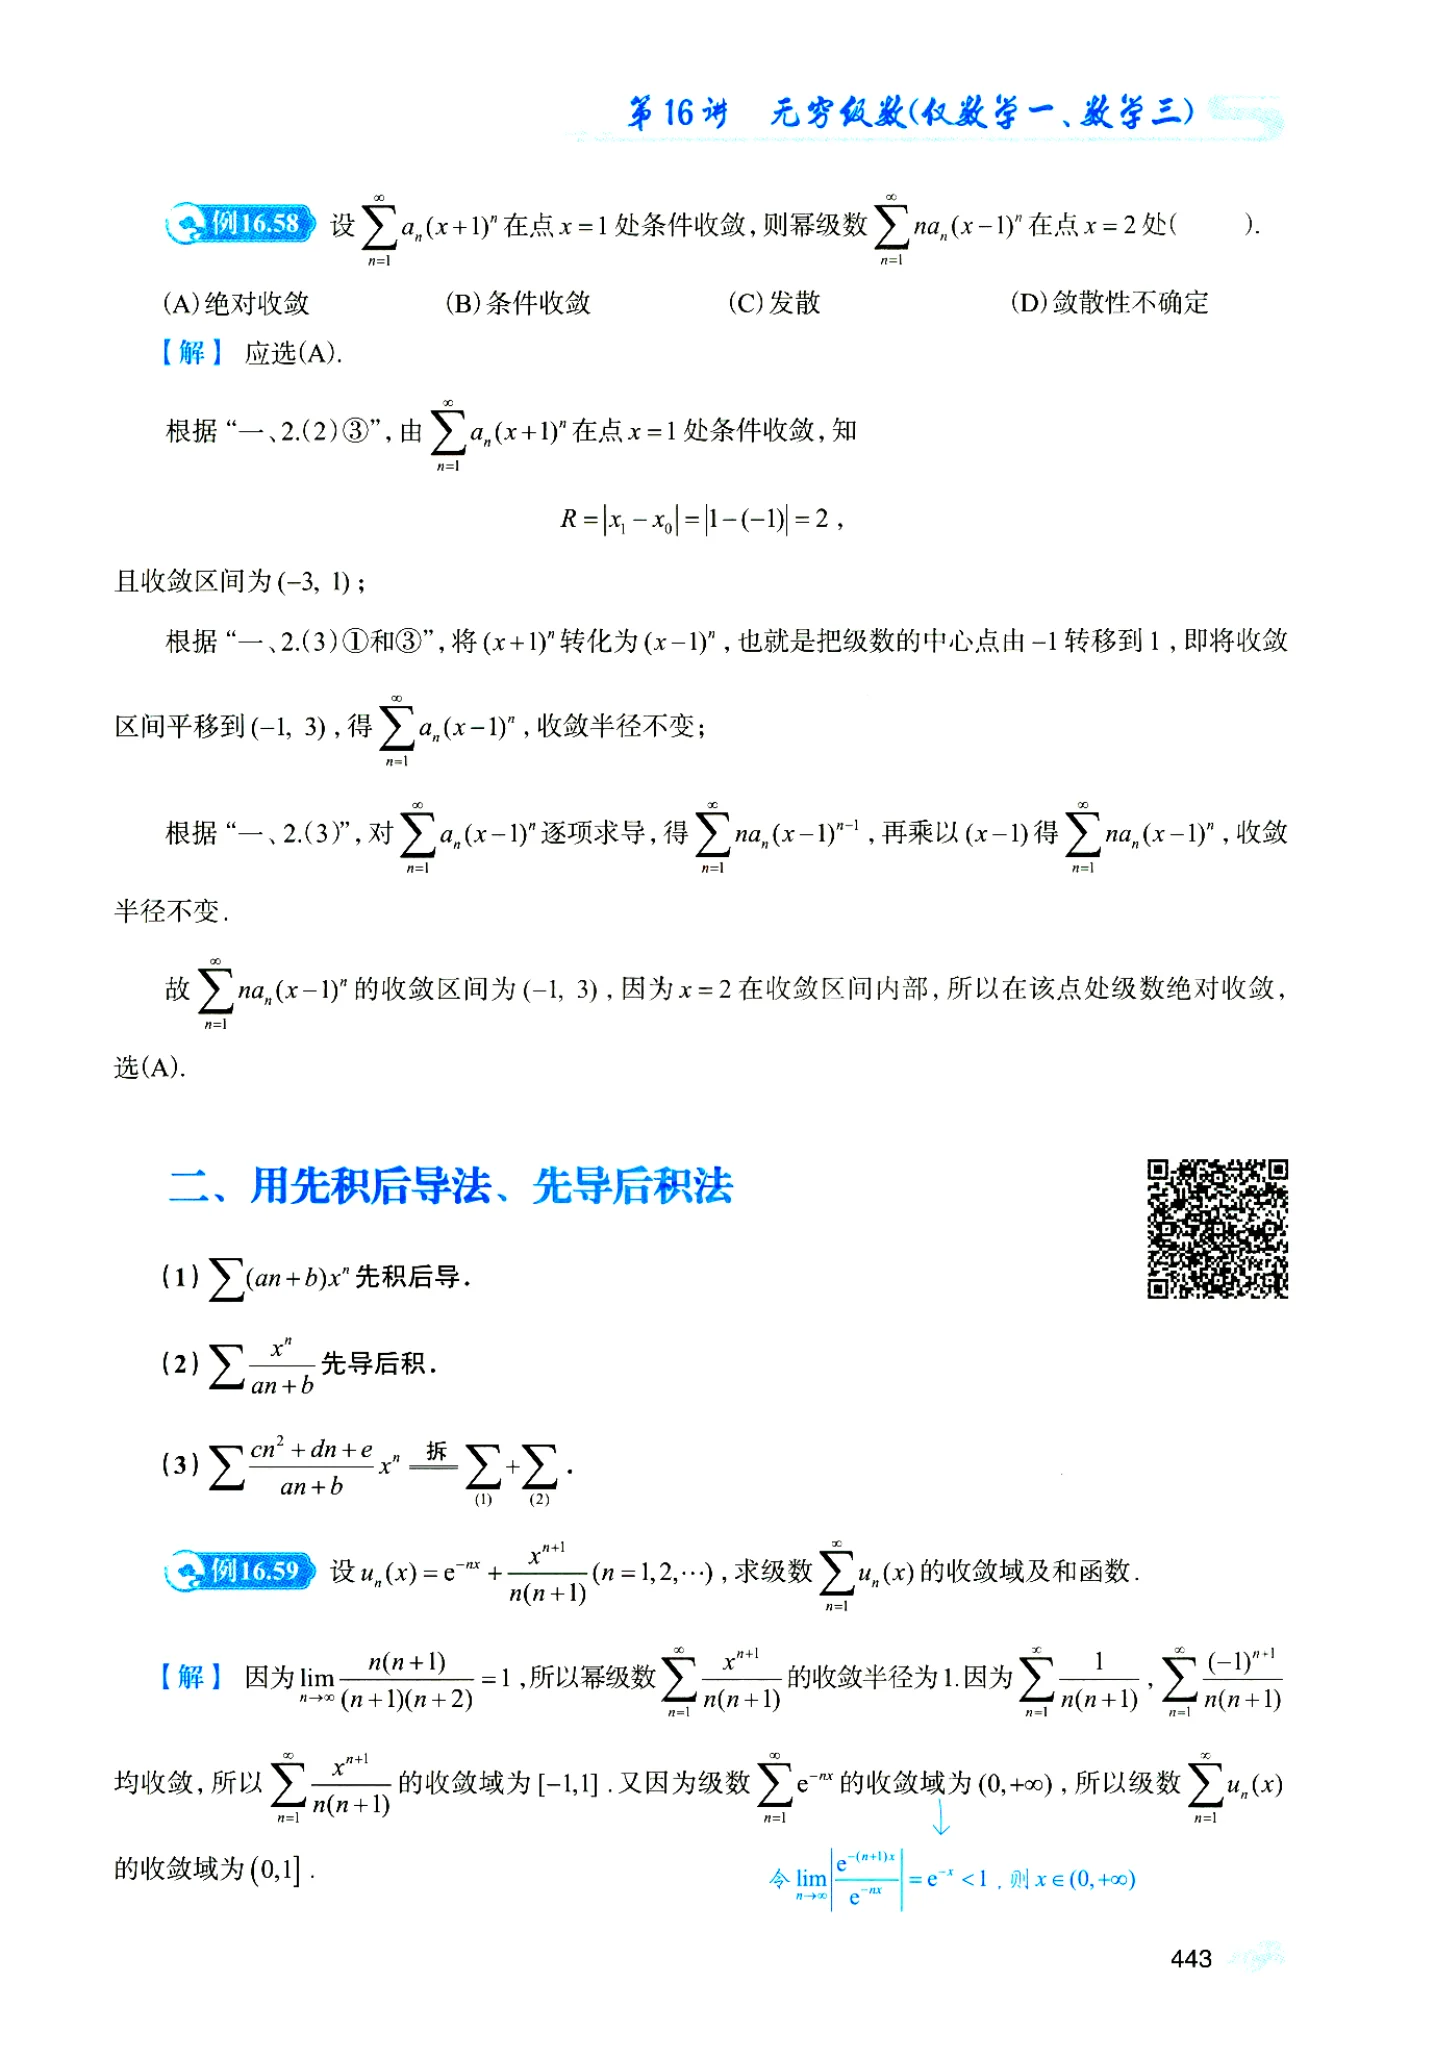 第16讲 无穷级数(仅数学一、数学三)
例16.58 设 $\sum_{n=1}^{\infty} a_n(x+1)^n$ 在点 $x=1$ 处条件收敛,则幂级数 $\sum_{n=1}^{\infty} na_n(x-1)^n$ 在点 $x=2$ 处( ).
(A)绝对收敛 (B)条件收敛 (C)发散 (D)敛散性不确定
【解】 应选(A).
根据“一、2.(2)③”,由 $\sum_{n=1}^{\infty} a_n(x+1)^n$ 在点 $x=1$ 处条件收敛,知
$R=|x_1-x_0|=|1-(-1)|=2$ ,
且收敛区间为 $(-3, 1)$ ;
根据“一、2.(3)①和③”,将 $(x+1)^n$ 转化为 $(x-1)^n$ ,也就是把级数的中心点由 $-1$ 转移到 $1$ ,即将收敛
区间平移到 $(-1, 3)$ ,得 $\sum_{n=1}^{\infty} a_n(x-1)^n$ ,收敛半径不变;
根据“一、2.(3)”,对 $\sum_{n=1}^{\infty} a_n(x-1)^n$ 逐项求导,得 $\sum_{n=1}^{\infty} na_n(x-1)^{n-1}$ ,再乘以 $(x-1)$ 得 $\sum_{n=1}^{\infty} na_n(x-1)^n$ ,收敛
半径不变.
故 $\sum_{n=1}^{\infty} na_n(x-1)^n$ 的收敛区间为 $(-1, 3)$ ,因为 $x=2$ 在收敛区间内部,所以在该点处级数绝对收敛,
选(A).
二、用先积后导法、先导后积法
(1) $\sum (an+b)x^n$ 先积后导.
(2) $\sum \frac{x^n}{an+b}$ 先导后积.
(3) $\sum \frac{cn^2+dn+e}{an+b} x^n \overset{拆}{=} \sum_{(1)} + \sum_{(2)}$ .
例16.59 设 $u_n(x)=e^{-nx}+\frac{x^{n+1}}{n(n+1)}(n=1,2,\cdots)$ ,求级数 $\sum_{n=1}^{\infty} u_n(x)$ 的收敛域及和函数.
【解】 因为 $\lim_{n\to\infty} \frac{n(n+1)}{(n+1)(n+2)}=1$ ,所以幂级数 $\sum_{n=1}^{\infty} \frac{x^{n+1}}{n(n+1)}$ 的收敛半径为1.因为 $\sum_{n=1}^{\infty} \frac{1}{n(n+1)}$ , $\sum_{n=1}^{\infty} \frac{(-1)^{n+1}}{n(n+1)}$
均收敛,所以 $\sum_{n=1}^{\infty} \frac{x^{n+1}}{n(n+1)}$ 的收敛域为 $[-1,1]$ .又因为级数 $\sum_{n=1}^{\infty} e^{-nx}$ 的收敛域为 $(0,+\infty)$ ,所以级数 $\sum_{n=1}^{\infty} u_n(x)$
的收敛域为 $(0,1]$ .
令 $\lim_{n\to\infty} \left|\frac{e^{-(n+1)x}}{e^{-nx}}\right|=e^{-x}<1$ ,则 $x\in(0,+\infty)$
443